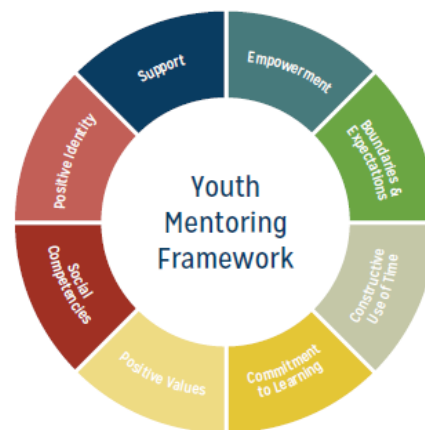 Youth
Mentoring
Framework
Support
Empowerment
Boundaries &
Expectations
Constructive
Use of Time
Commitment
to Learning
Positive Values
Social
Competencies
Positive Identity